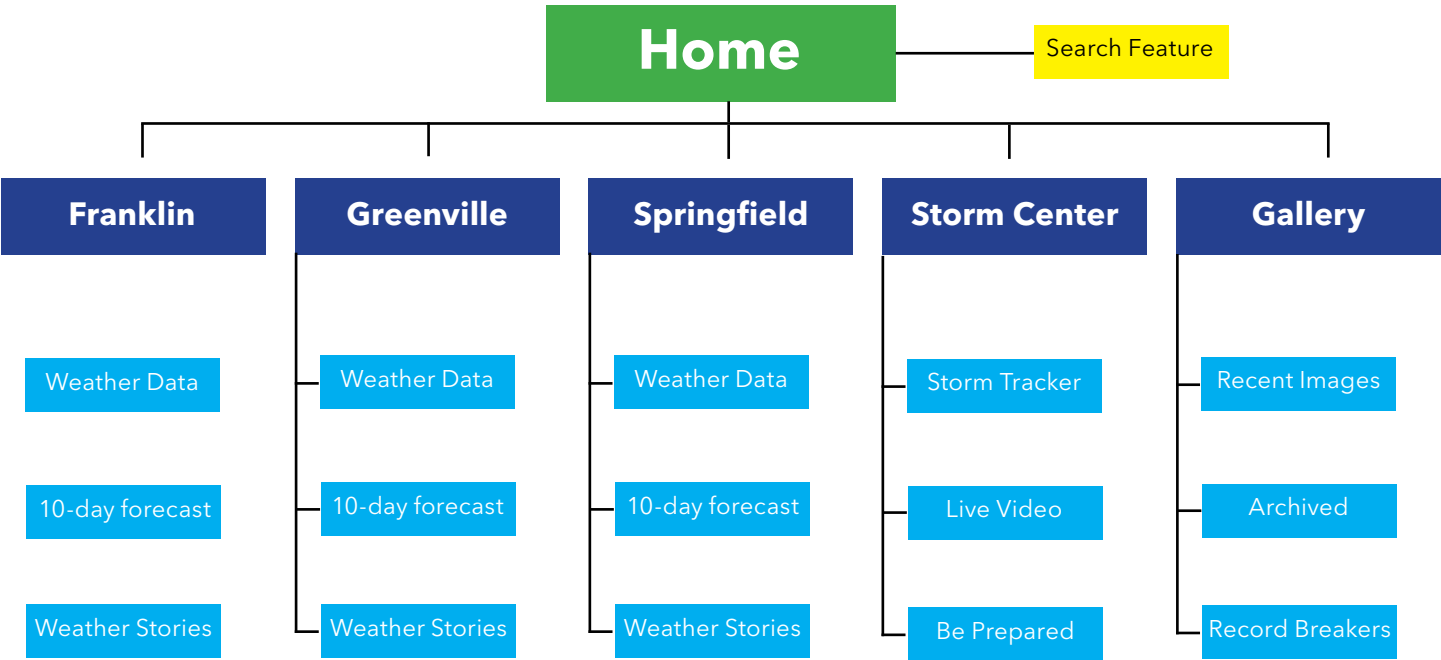 Home
Search Feature
Franklin
Greenville
Springfield
Storm Center
Gallery
Weather Data
Weather Data
Weather Data
Storm Tracker
Recent Images
10-day forecast
10-day forecast
10-day forecast
Live Video
Archived
Weather Stories
Weather Stories
Weather Stories
Be Prepared
Record Breakers